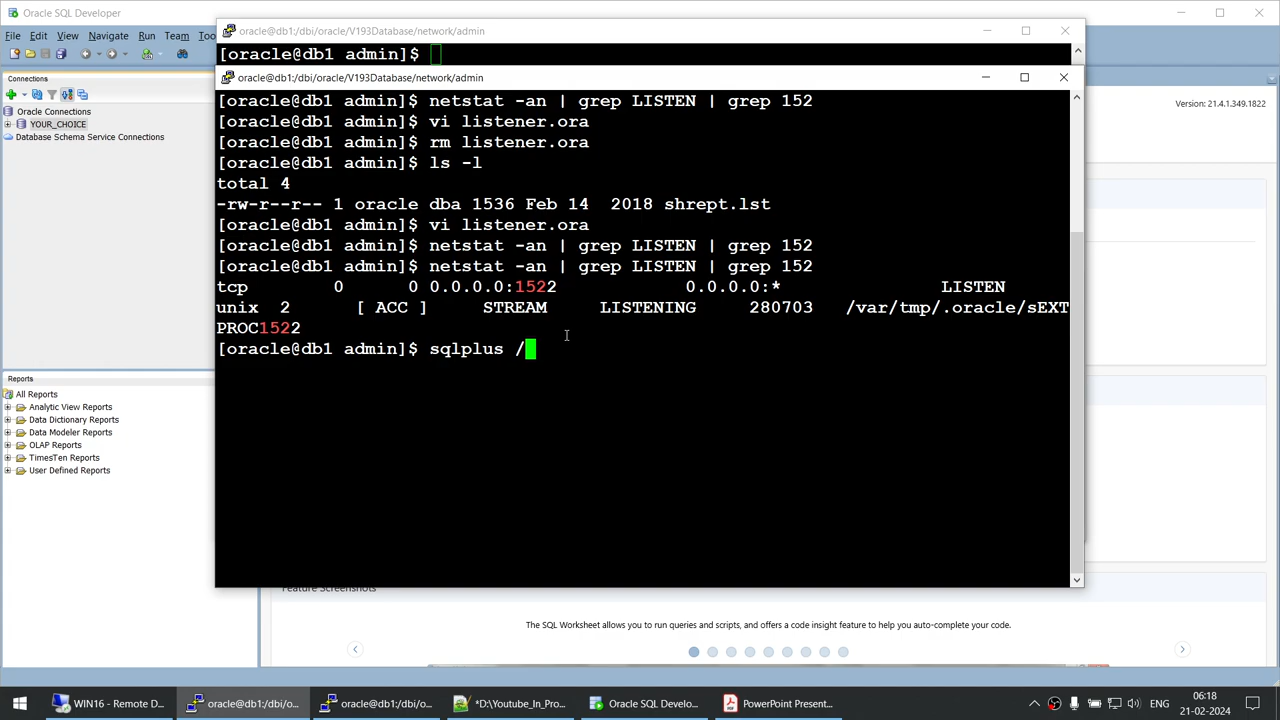 Oracle SQL Developer
File Edit View Navigate Run Team Tools
Connections
Oracle Connections
YOUR_CHOICE
Database Schema Service Connections
Reports
All Reports
Analytic View Reports
Data Dictionary Reports
Data Modeler Reports
OLAP Reports
TimesTen Reports
User Defined Reports
Version: 21.4.1.349.1822
oracle@db1:/dbi/oracle/V193Database/network/admin
[oracle@db1 admin]$
oracle@db1:/dbi/oracle/V193Database/network/admin
[oracle@db1 admin]$ netstat -an | grep LISTEN | grep 152
[oracle@db1 admin]$ vi listener.ora
[oracle@db1 admin]$ rm listener.ora
[oracle@db1 admin]$ ls -l
total 4
-rw-r--r-- 1 oracle dba 1536 Feb 14  2018 shrept.lst
[oracle@db1 admin]$ vi listener.ora
[oracle@db1 admin]$ netstat -an | grep LISTEN | grep 152
[oracle@db1 admin]$ netstat -an | grep LISTEN | grep 152
tcp 0 0 0.0.0.0:1522 0.0.0.0:* LISTEN
unix 2 [ ACC ] STREAM LISTENING 280703 /var/tmp/.oracle/sEXT
PROC1522
[oracle@db1 admin]$ sqlplus /
Feature Screenshots
The SQL Worksheet allows you to run queries and scripts, and offers a code insight feature to help you auto-complete your code.
WIN16 - Remote D...
oracle@db1:/dbi/o...
oracle@db1:/dbi/o...
*D:\Youtube_In_Pro...
Oracle SQL Develo...
PowerPoint Present...
ENG
06:18
21-02-2024